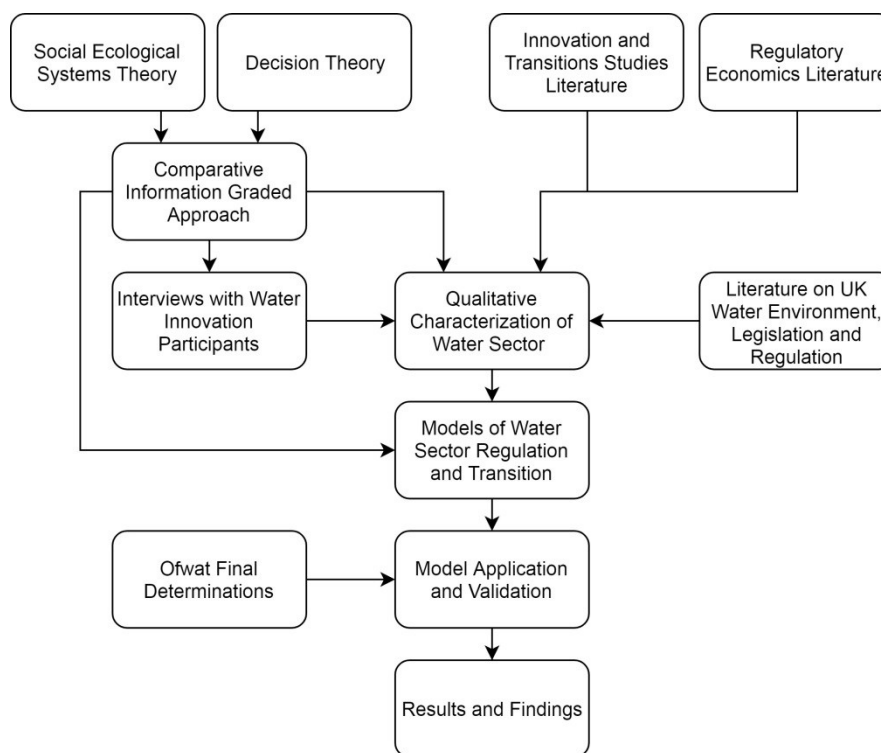 Social Ecological
Systems Theory
Decision Theory
Innovation and
Transitions Studies
Literature
Regulatory
Economics Literature
Comparative
Information Graded
Approach
Interviews with Water
Innovation
Participants
Qualitative
Characterization of
Water Sector
Literature on UK
Water Environment,
Legislation and
Regulation
Models of Water
Sector Regulation
and Transition
Ofwat Final
Determinations
Model Application
and Validation
Results and Findings